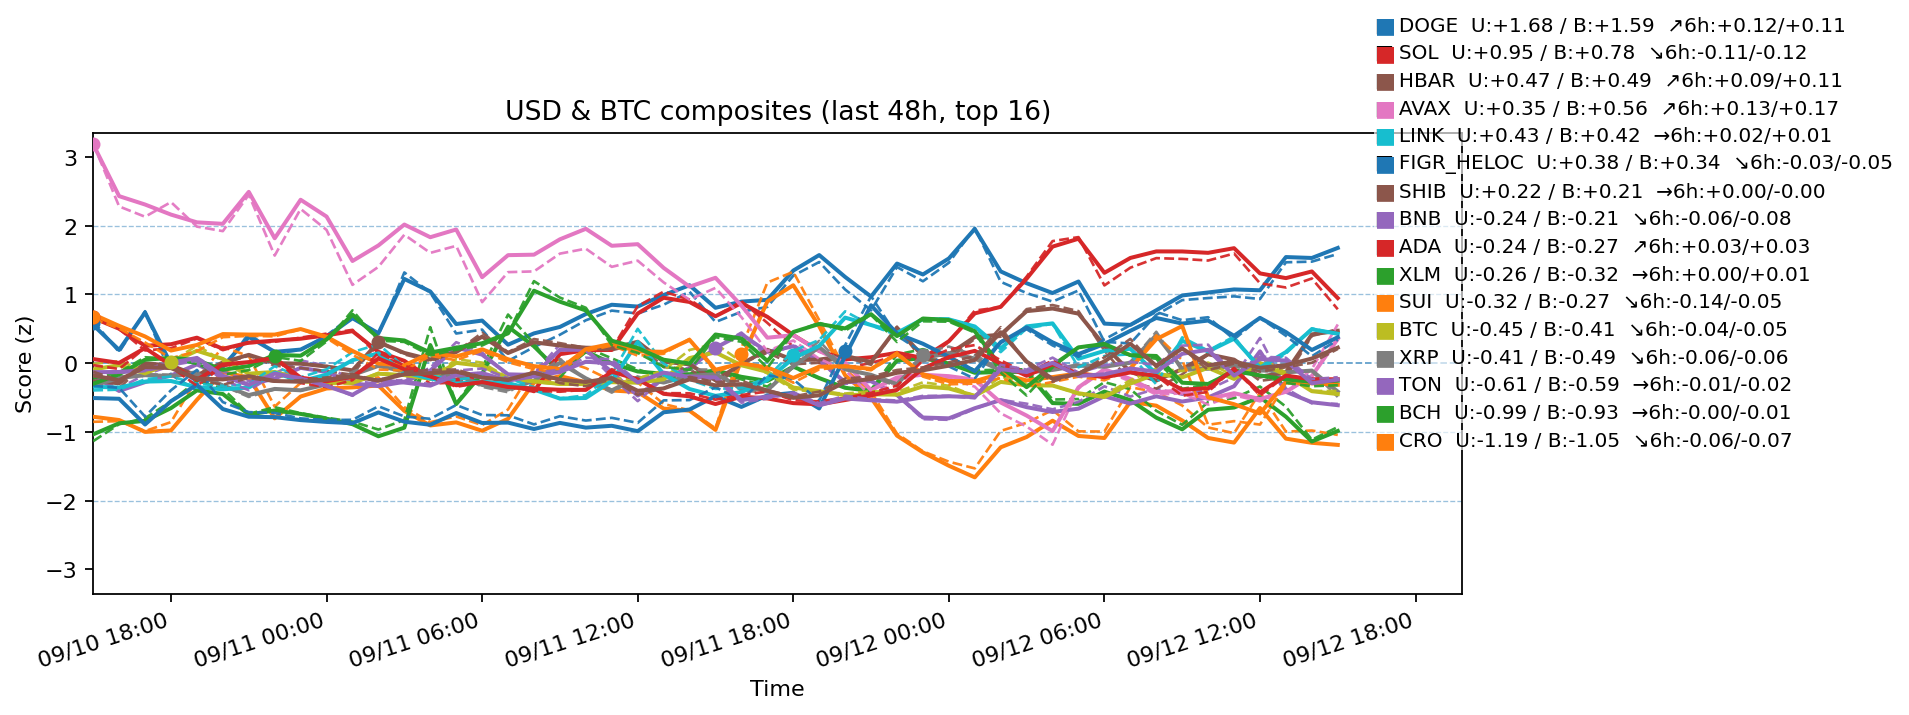 DOGE  U:+1.68 / B:+1.59  ↗6h:+0.12/+0.11
SOL  U:+0.95 / B:+0.78  ↘6h:-0.11/-0.12
HBAR  U:+0.47 / B:+0.49  ↗6h:+0.09/+0.11
AVAX  U:+0.35 / B:+0.56  ↗6h:+0.13/+0.17
LINK  U:+0.43 / B:+0.42  →6h:+0.02/+0.01
FIGR_HELOC  U:+0.38 / B:+0.34  ↘6h:-0.03/-0.05
SHIB  U:+0.22 / B:+0.21  →6h:+0.00/-0.00
BNB  U:-0.24 / B:-0.21  ↘6h:-0.06/-0.08
ADA  U:-0.24 / B:-0.27  ↗6h:+0.03/+0.03
XLM  U:-0.26 / B:-0.32  →6h:+0.00/+0.01
SUI  U:-0.32 / B:-0.27  ↘6h:-0.14/-0.05
BTC  U:-0.45 / B:-0.41  ↘6h:-0.04/-0.05
XRP  U:-0.41 / B:-0.49  ↘6h:-0.06/-0.06
TON  U:-0.61 / B:-0.59  →6h:-0.01/-0.02
BCH  U:-0.99 / B:-0.93  →6h:-0.00/-0.01
CRO  U:-1.19 / B:-1.05  ↘6h:-0.06/-0.07
USD & BTC composites (last 48h, top 16)
Score (z)
3
2
1
0
−1
−2
−3
09/10 18:00
09/11 00:00
09/11 06:00
09/11 12:00
09/11 18:00
09/12 00:00
09/12 06:00
09/12 12:00
09/12 18:00
Time